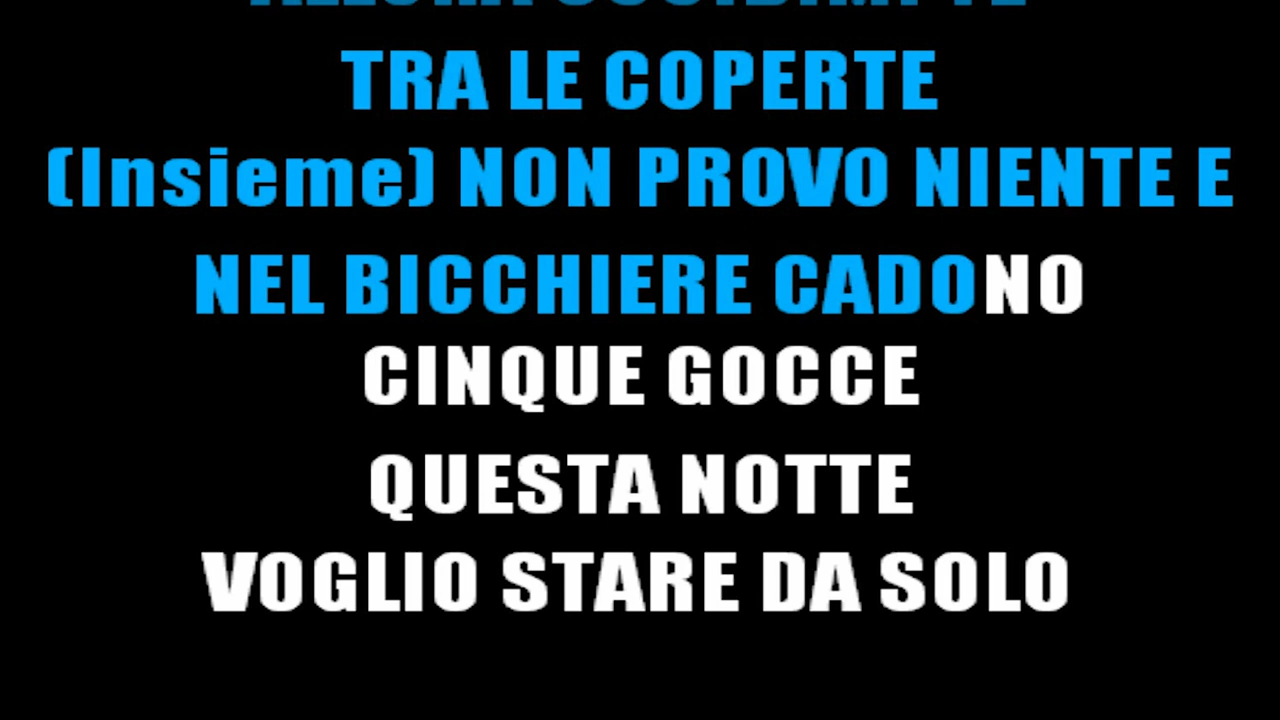 TRA LE COPERTE
(Insieme) NON PROVO NIENTE E
NEL BICCHIERE CADONO
CINQUE GOCCE
QUESTA NOTTE
VOGLIO STARE DA SOLO